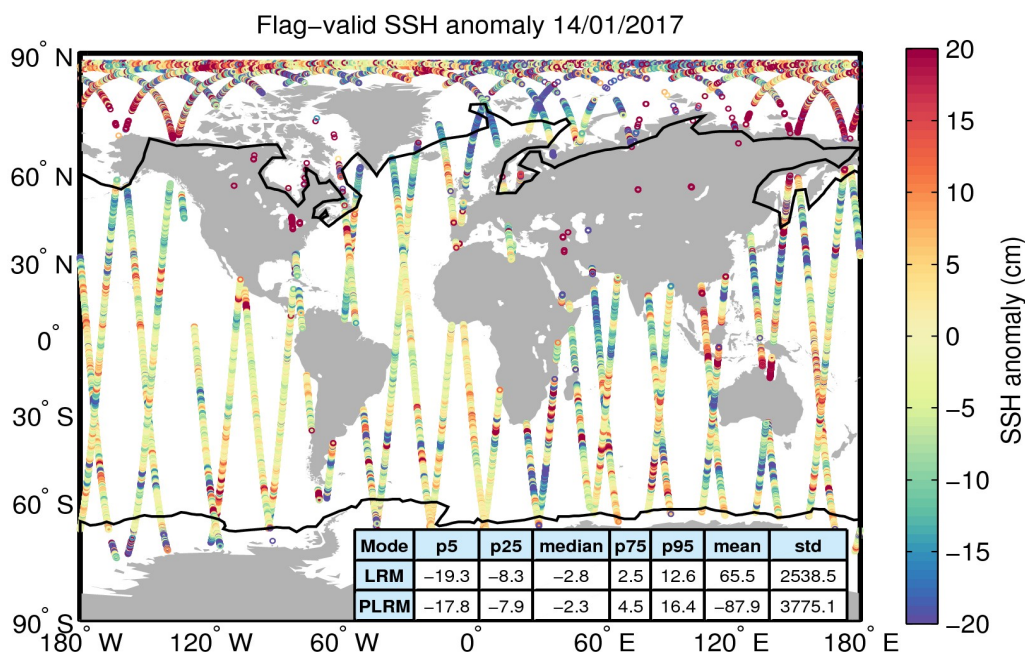 Flag−valid SSH anomaly 14/01/2017
90° N
60° N
30° N
0°
30° S
60° S
90° S
180° W
120° W
60° W
0°
60° E
120° E
180° E
Mode p5 p25 median p75 p95 mean std
LRM −19.3 −8.3 −2.8 2.5 12.6 65.5 2538.5
PLRM −17.8 −7.9 −2.3 4.5 16.4 −87.9 3775.1
20
15
10
5
0
−5
−10
−15
−20
SSH anomaly (cm)